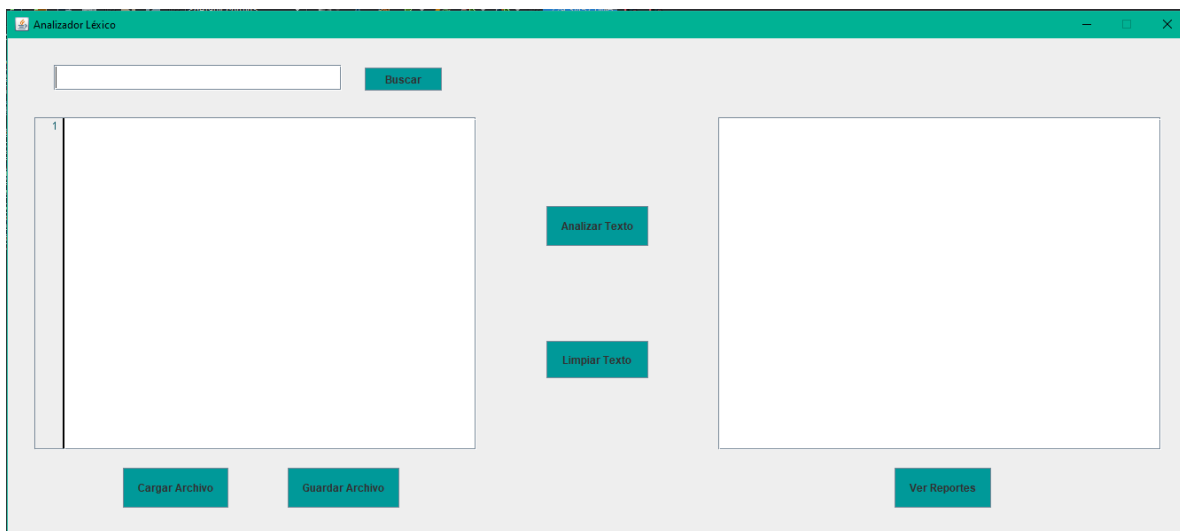 Analizador Léxico
Buscar
1
Analizar Texto
Limpiar Texto
Cargar Archivo
Guardar Archivo
Ver Reportes